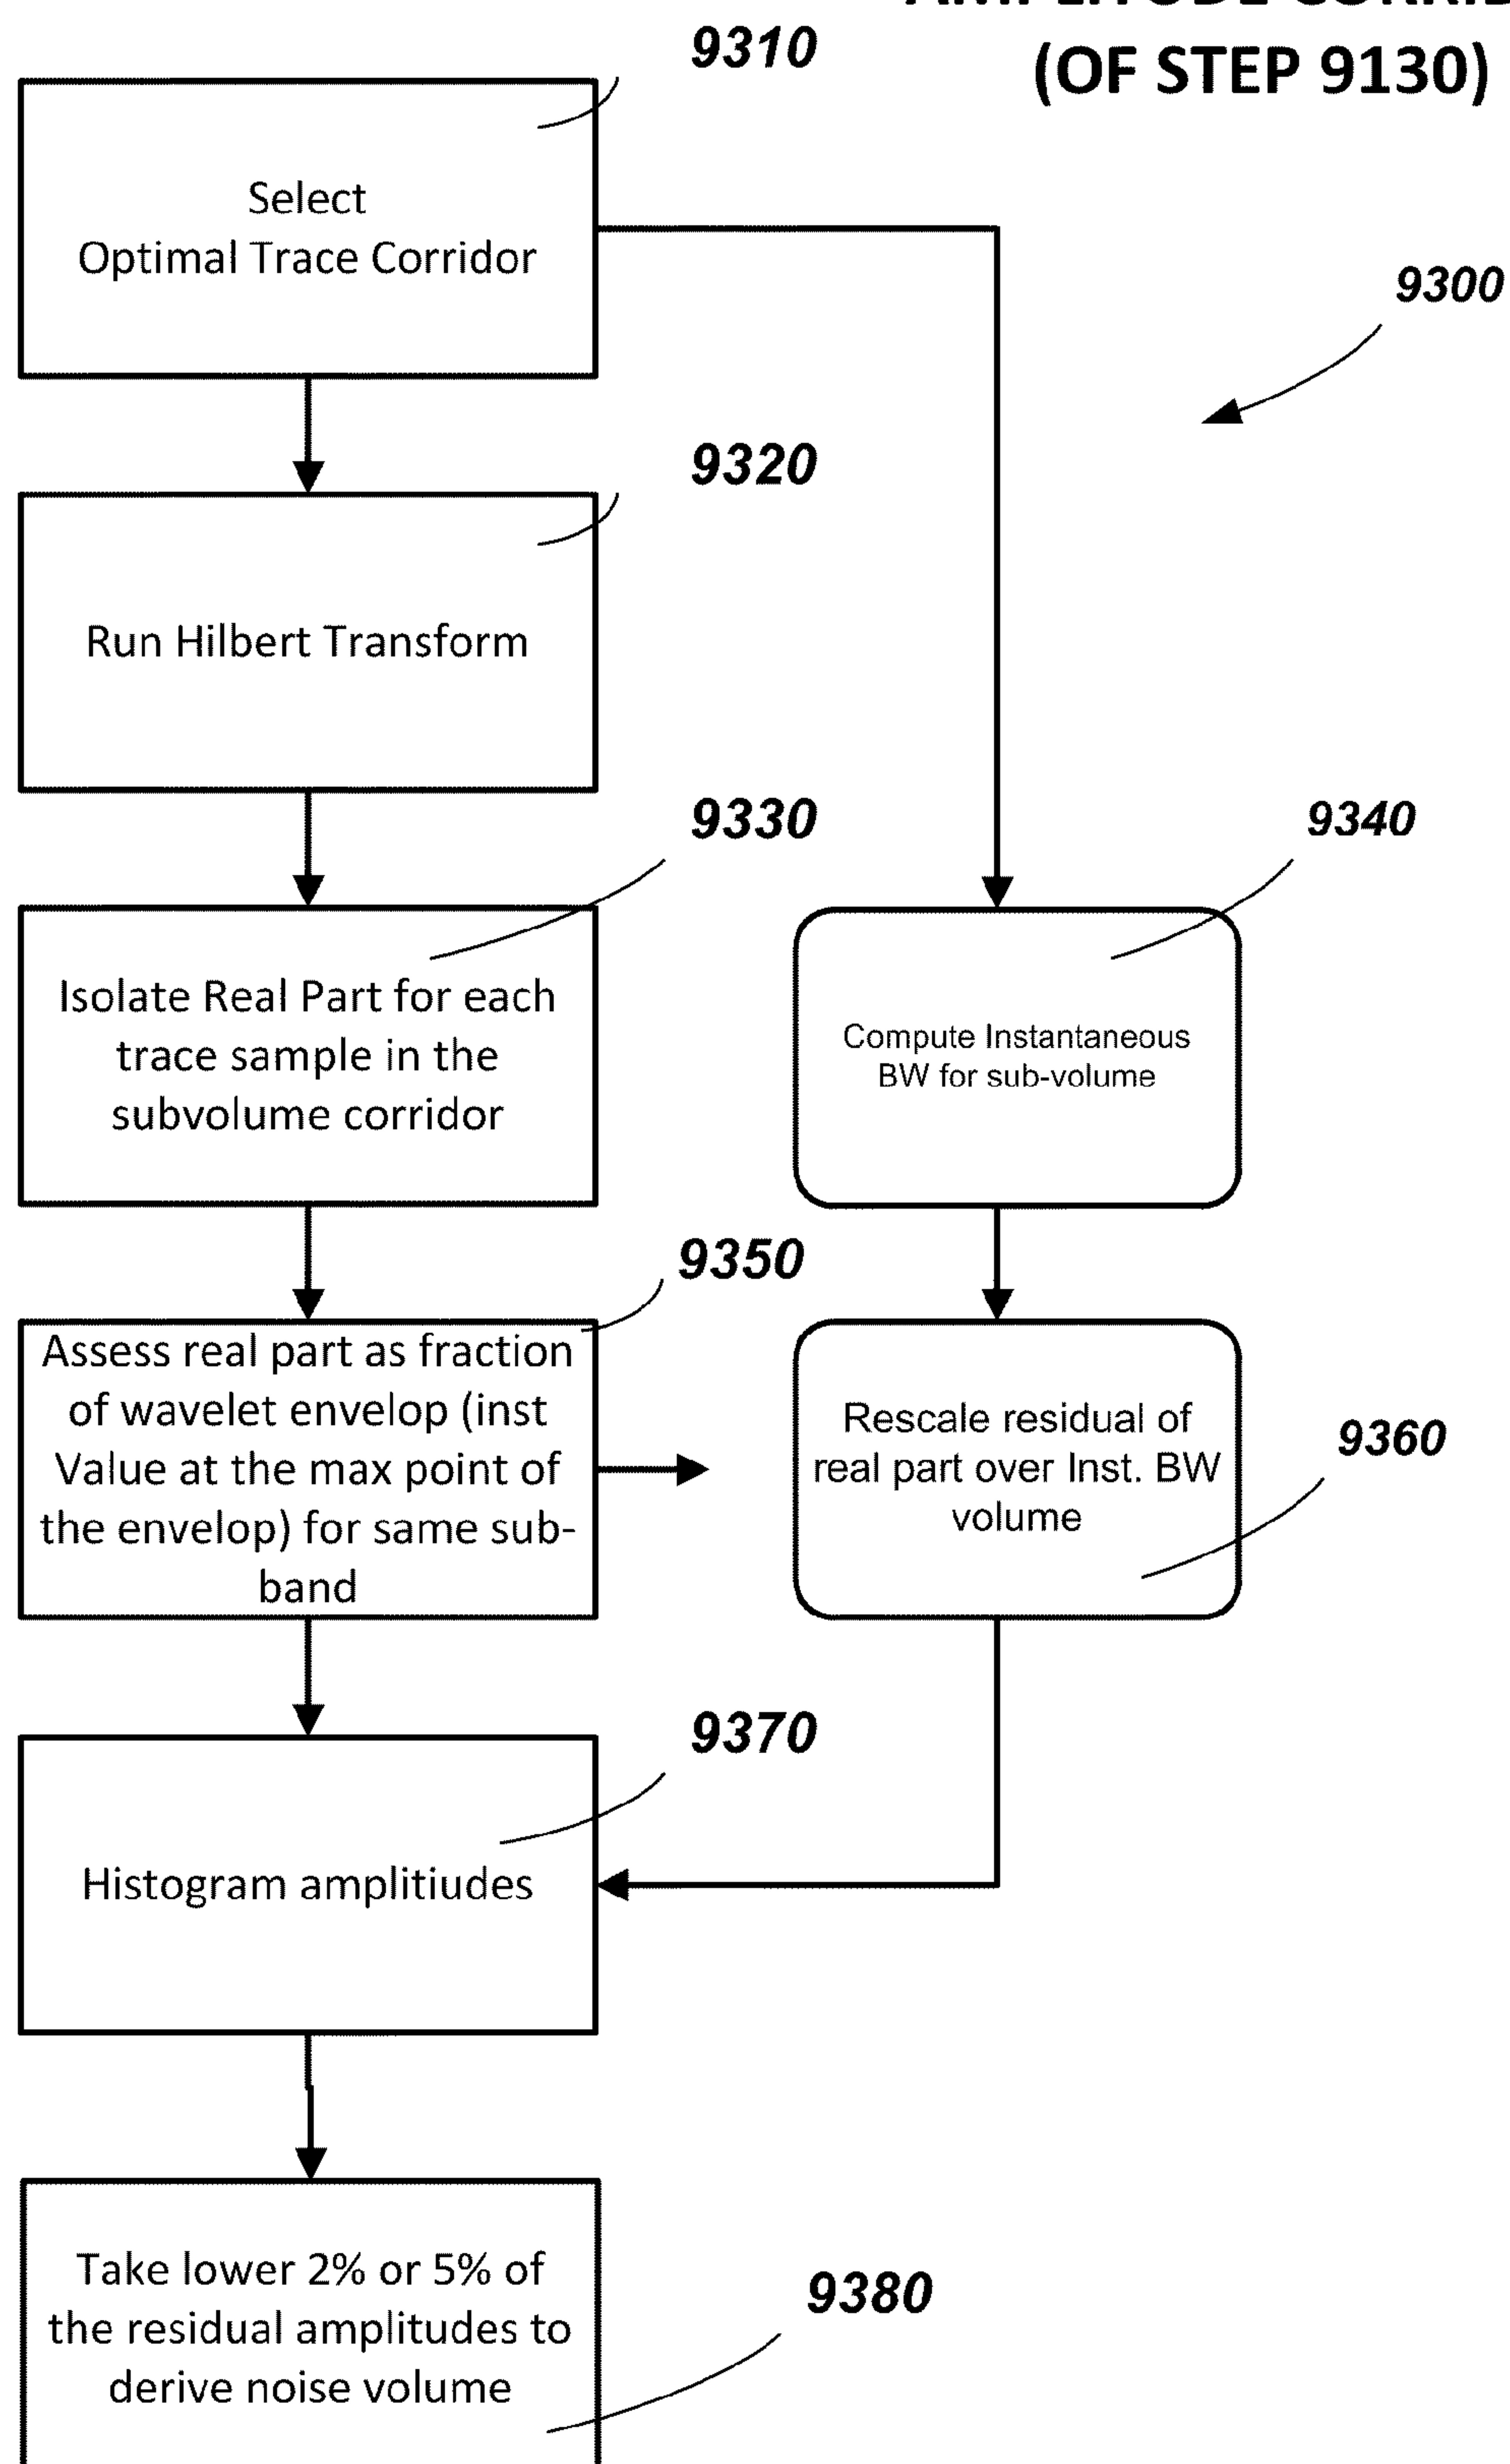 (OF STEP 9130)
9310
Select
Optimal Trace Corridor
9300
9320
Run Hilbert Transform
9330
Isolate Real Part for each
trace sample in the
subvolume corridor
9340
Compute Instantaneous
BW for sub-volume
9350
Assess real part as fraction
of wavelet envelop (inst
Value at the max point of
the envelop) for same sub-
band
9360
Rescale residual of
real part over Inst. BW
volume
9370
Histogram amplitiudes
9380
Take lower 2% or 5% of
the residual amplitudes to
derive noise volume